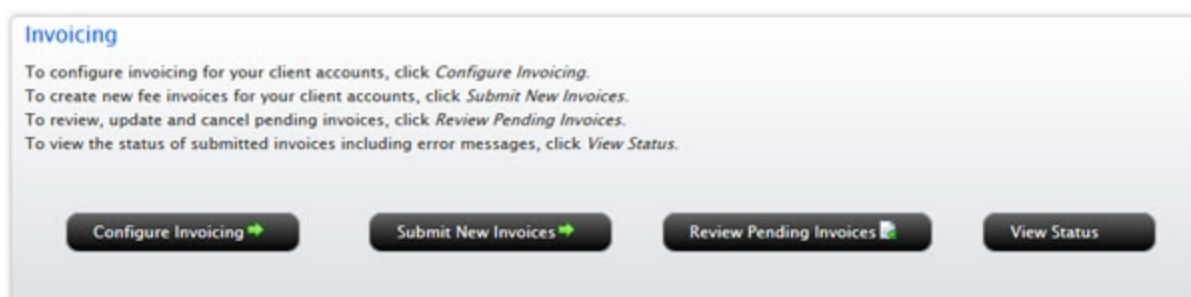 Invoicing
To configure invoicing for your client accounts, click Configure Invoicing.
To create new fee invoices for your client accounts, click Submit New Invoices.
To review, update and cancel pending invoices, click Review Pending Invoices.
To view the status of submitted invoices including error messages, click View Status.
Configure Invoicing
Submit New Invoices
Review Pending Invoices
View Status